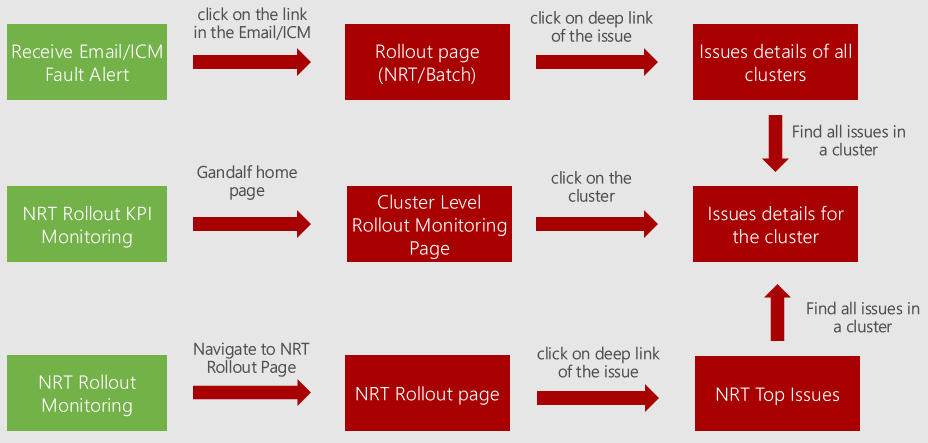 click on the link
in the Email/ICM
click on deep link
of the issue
Receive Email/ICM
Fault Alert
Rollout page
(NRT/Batch)
Issues details of all
clusters
Find all issues in
a cluster
Gandalf home
page
click on the
cluster
NRT Rollout KPI
Monitoring
Cluster Level
Rollout Monitoring
Page
Issues details for
the cluster
Find all issues in
a cluster
Navigate to NRT
Rollout Page
click on deep link
of the issue
NRT Rollout
Monitoring
NRT Rollout page
NRT Top Issues